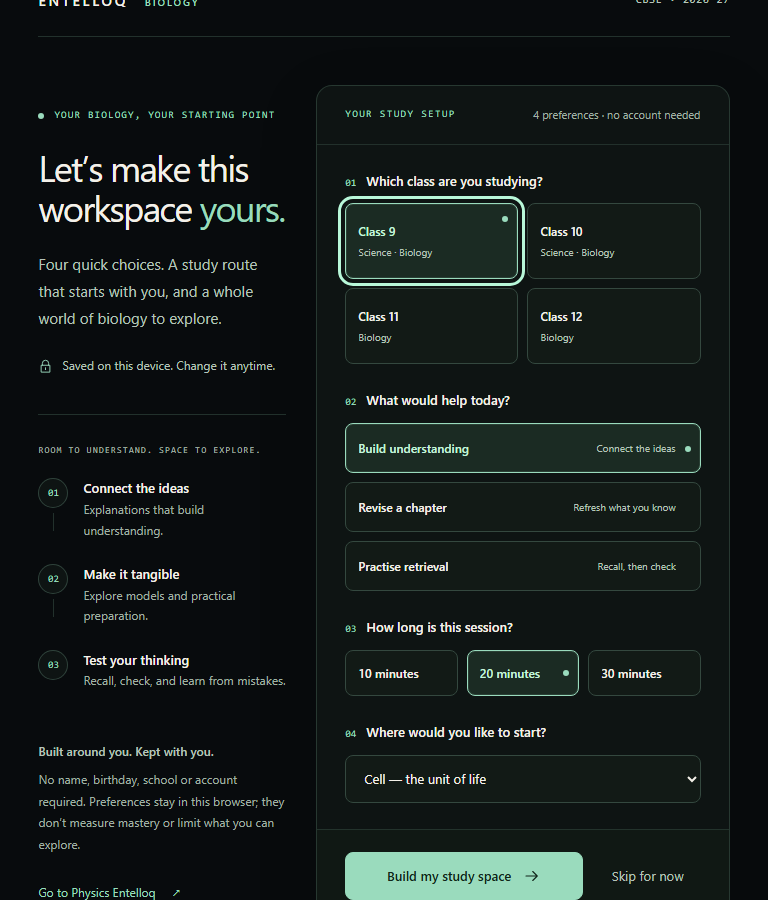 ENTELLOQ BIOLOGY
CBSE · 2026-27
YOUR BIOLOGY, YOUR STARTING POINT
Let's make this
workspace yours.
Four quick choices. A study route
that starts with you, and a whole
world of biology to explore.
Saved on this device. Change it anytime.
ROOM TO UNDERSTAND. SPACE TO EXPLORE.
01 Connect the ideas
Explanations that build
understanding.
02 Make it tangible
Explore models and practical
preparation.
03 Test your thinking
Recall, check, and learn from mistakes.
Built around you. Kept with you.
No name, birthday, school or account
required. Preferences stay in this browser; they
don't measure mastery or limit what you can
explore.
Go to Physics Entelloq ↗
YOUR STUDY SETUP
4 preferences · no account needed
01 Which class are you studying?
Class 9
Science · Biology
Class 10
Science · Biology
Class 11
Biology
Class 12
Biology
02 What would help today?
Build understanding Connect the ideas
Revise a chapter Refresh what you know
Practise retrieval Recall, then check
03 How long is this session?
10 minutes 20 minutes 30 minutes
04 Where would you like to start?
Cell — the unit of life
Build my study space → Skip for now